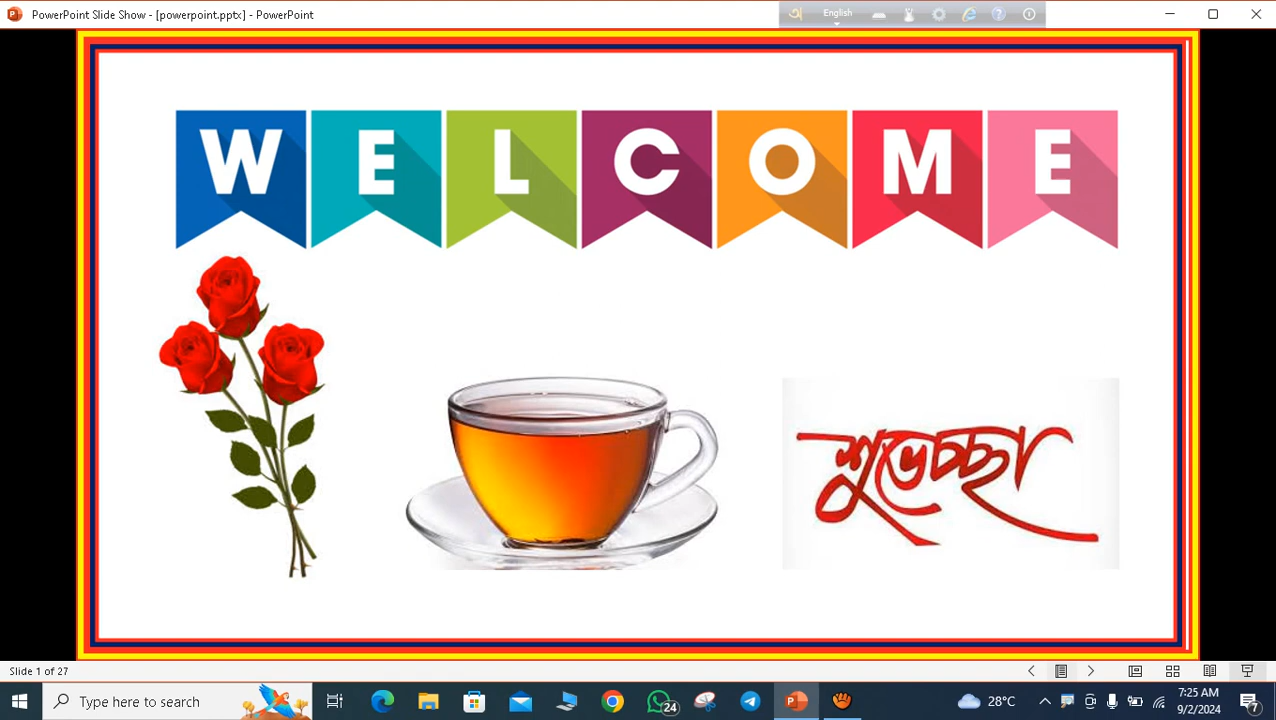 PowerPoint Slide Show - [powerpoint.pptx] - PowerPoint
অ English
WELCOME
শুভেচ্ছা
Slide 1 of 27
Type here to search
24
28°C
7:25 AM
9/2/2024
7